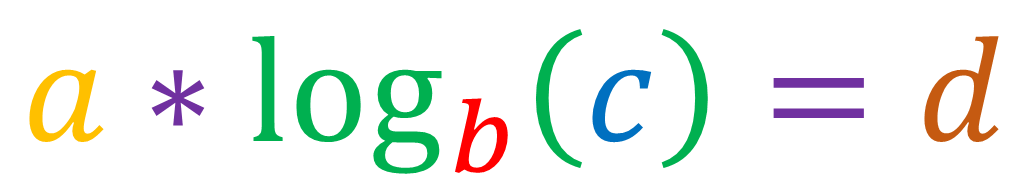 a * log_b(c) = d